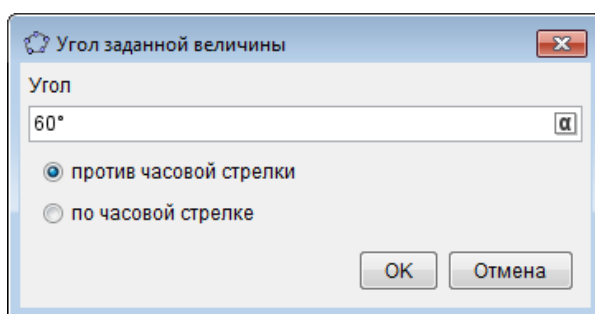 Угол заданной величины
Угол
60°
α
против часовой стрелки
по часовой стрелке
OK Отмена